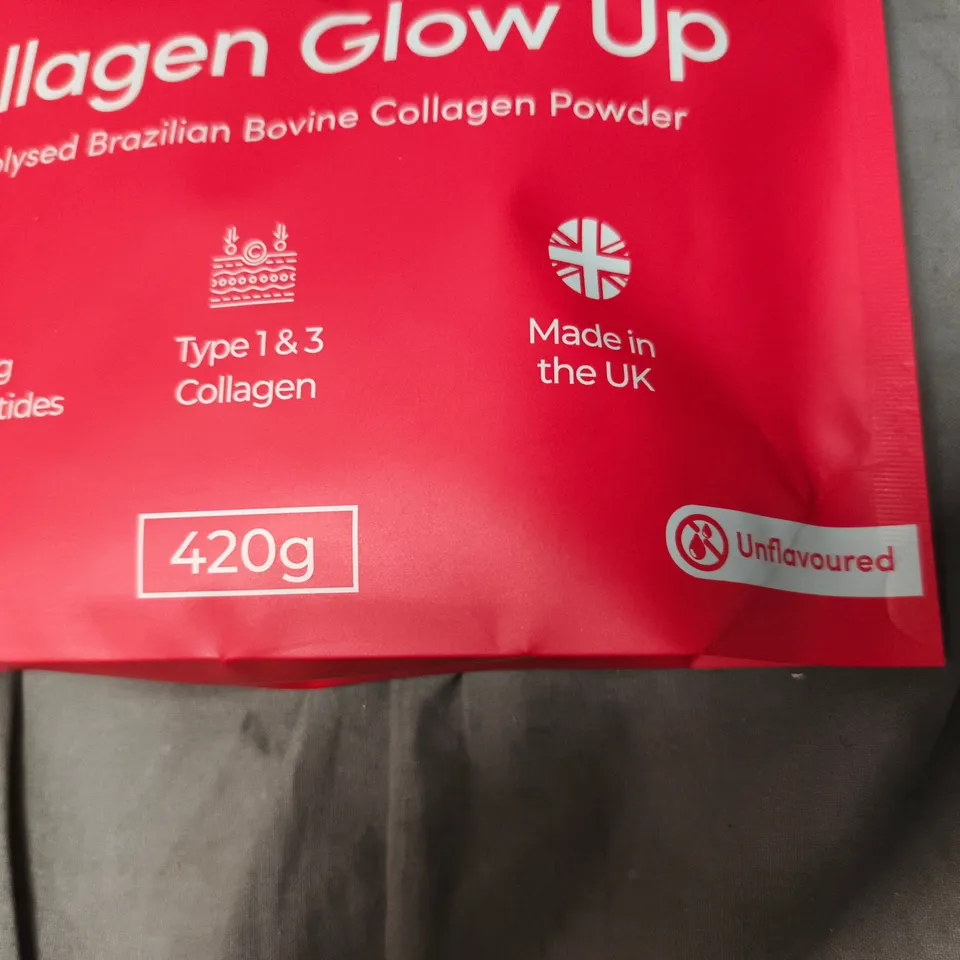 llagen Glow Up
lysed Brazilian Bovine Collagen Powder
g
tides
Type 1 & 3
Collagen
Made in
the UK
420g
Unflavoured